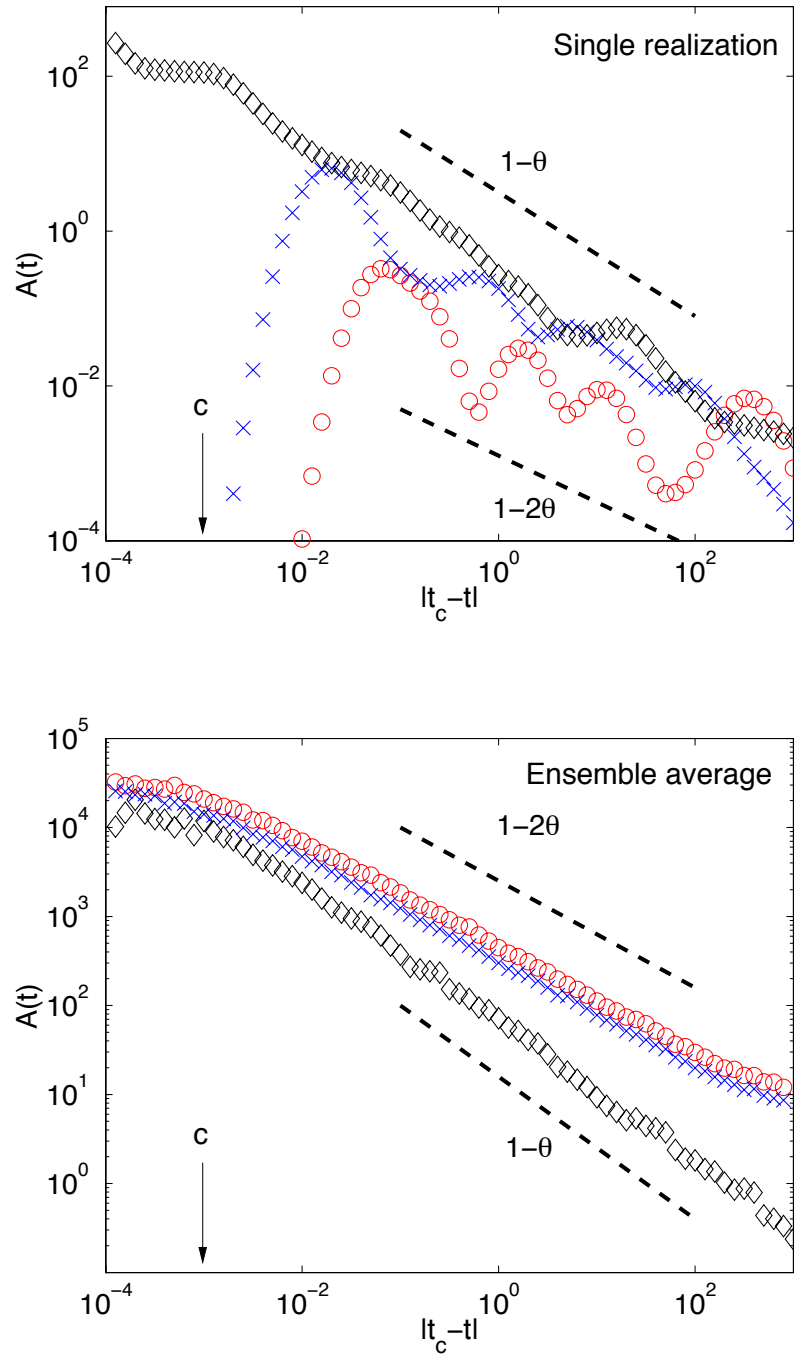 Single realization
10^2
10^0
10^-2
10^-4
A(t)
1−θ
1−2θ
c
10^-4
10^-2
10^0
10^2
|t_c−t|
Ensemble average
10^5
10^4
10^3
10^2
10^1
10^0
A(t)
1−2θ
1−θ
c
10^-4
10^-2
10^0
10^2
|t_c−t|